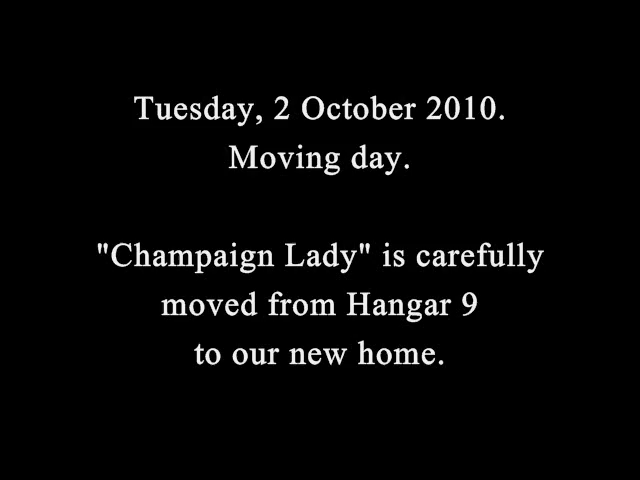 Tuesday, 2 October 2010.
Moving day.
"Champaign Lady" is carefully
moved from Hangar 9
to our new home.